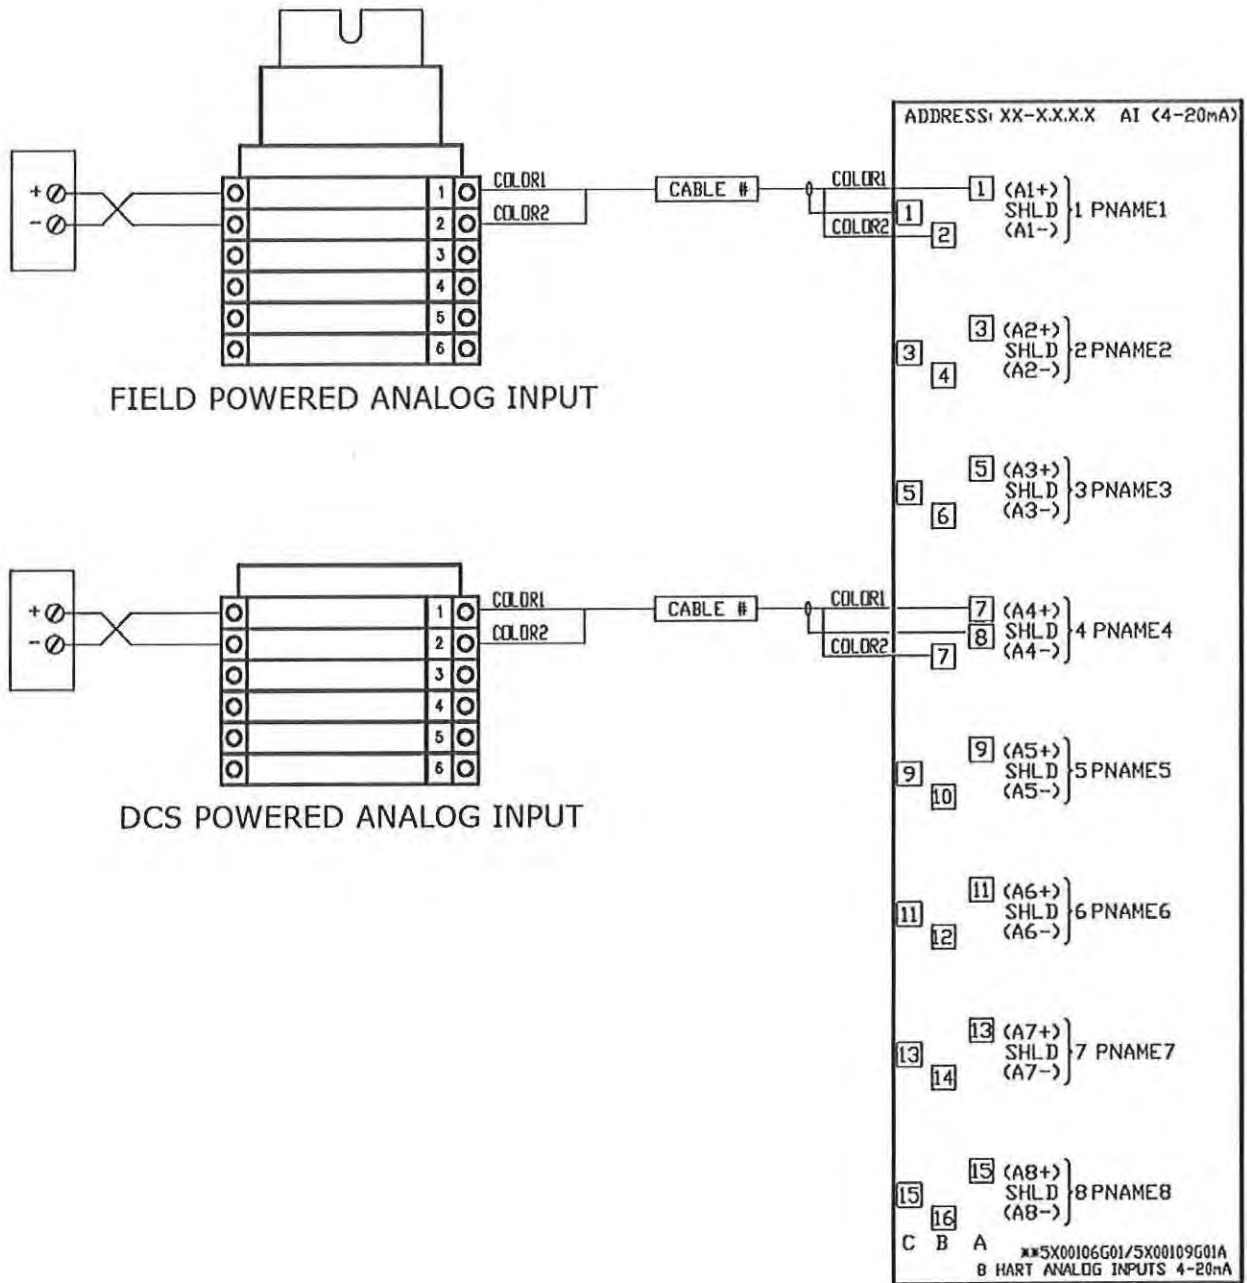 ADDRESS: XX-X.X.X.X AI (4-20mA)
+
-
1
2
3
4
5
6
COLOR1
COLOR2
CABLE #
COLOR1
COLOR2
FIELD POWERED ANALOG INPUT
+
-
1
2
3
4
5
6
COLOR1
COLOR2
CABLE #
COLOR1
COLOR2
DCS POWERED ANALOG INPUT
1 (A1+)
1 SHLD 1 PNAME1
2 (A1-)
3 (A2+)
3 SHLD 2 PNAME2
4 (A2-)
5 (A3+)
5 SHLD 3 PNAME3
6 (A3-)
7 (A4+)
8 SHLD 4 PNAME4
7 (A4-)
9 (A5+)
9 SHLD 5 PNAME5
10 (A5-)
11 (A6+)
11 SHLD 6 PNAME6
12 (A6-)
13 (A7+)
13 SHLD 7 PNAME7
14 (A7-)
15 (A8+)
15 SHLD 8 PNAME8
16 (A8-)
C B A
**5X00106G01/5X00109G01A
8 HART ANALOG INPUTS 4-20mA